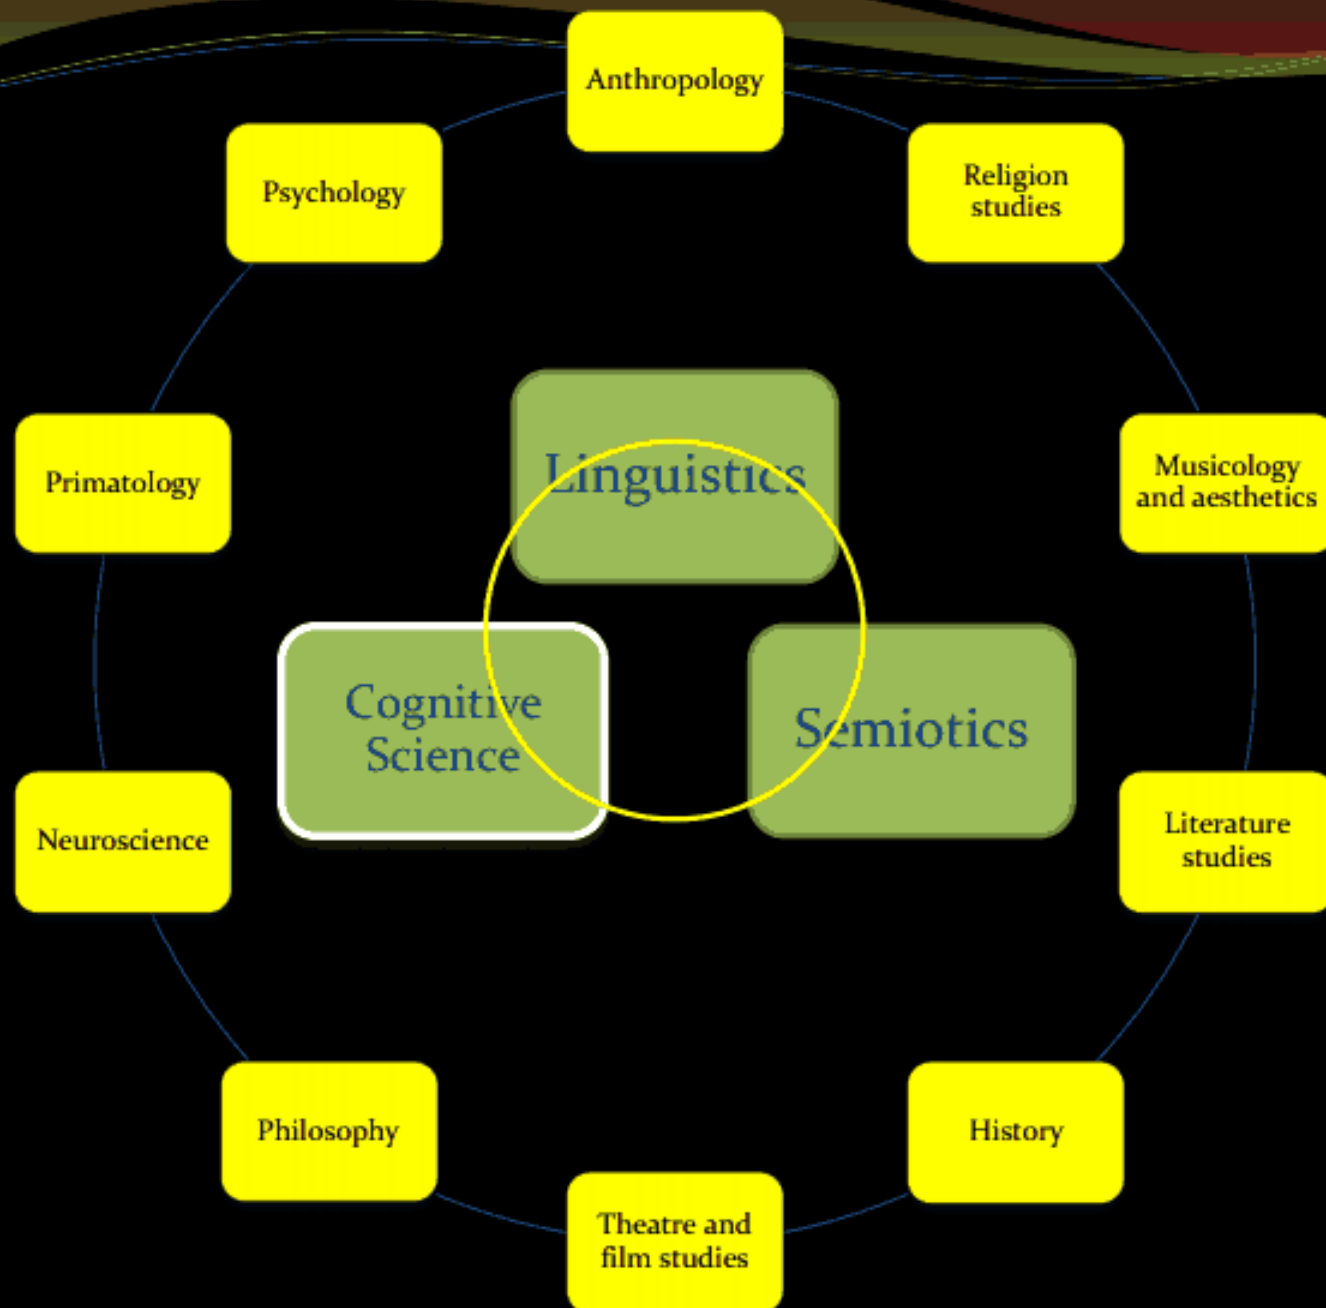 Anthropology
Psychology
Religion
studies
Primatology
Linguistics
Musicology
and aesthetics
Cognitive
Science
Semiotics
Neuroscience
Literature
studies
Philosophy
History
Theatre and
film studies